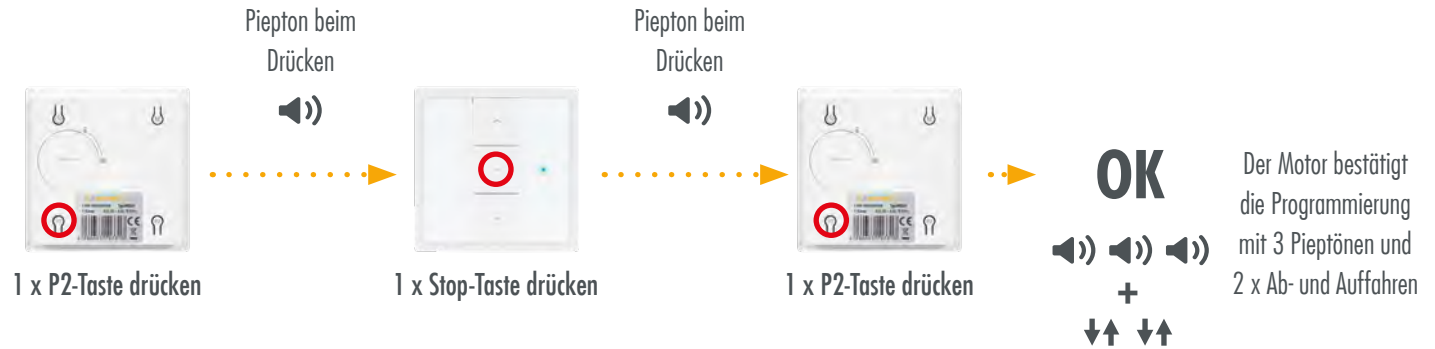 Piepton beim
Drücken
Piepton beim
Drücken
1 x P2-Taste drücken
1 x Stop-Taste drücken
1 x P2-Taste drücken
OK
Der Motor bestätigt
die Programmierung
mit 3 Pieptönen und
2 x Ab- und Auffahren
+